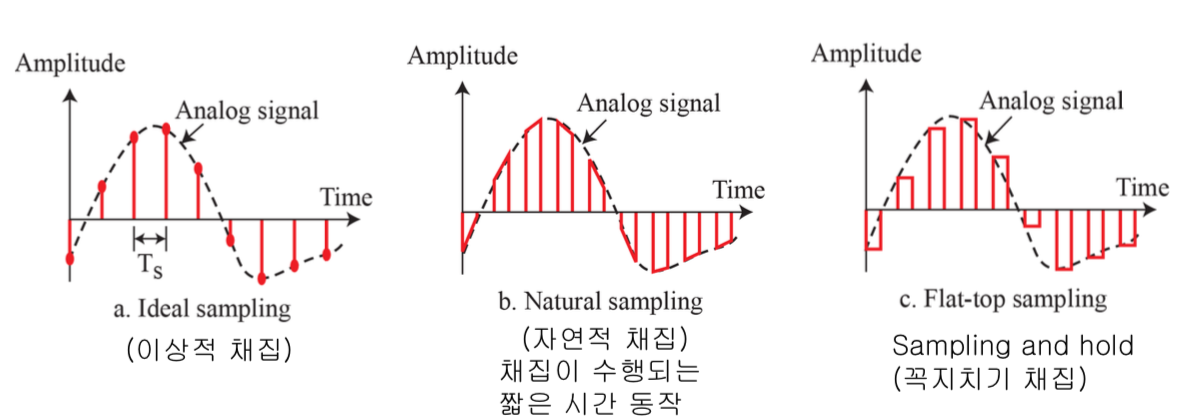 Amplitude
Analog signal
Time
Ts
a. Ideal sampling
(이상적 채집)
Amplitude
Analog signal
Time
b. Natural sampling
(자연적 채집)
채집이 수행되는
짧은 시간 동작
Amplitude
Analog signal
Time
c. Flat-top sampling
Sampling and hold
(꼭지치기 채집)